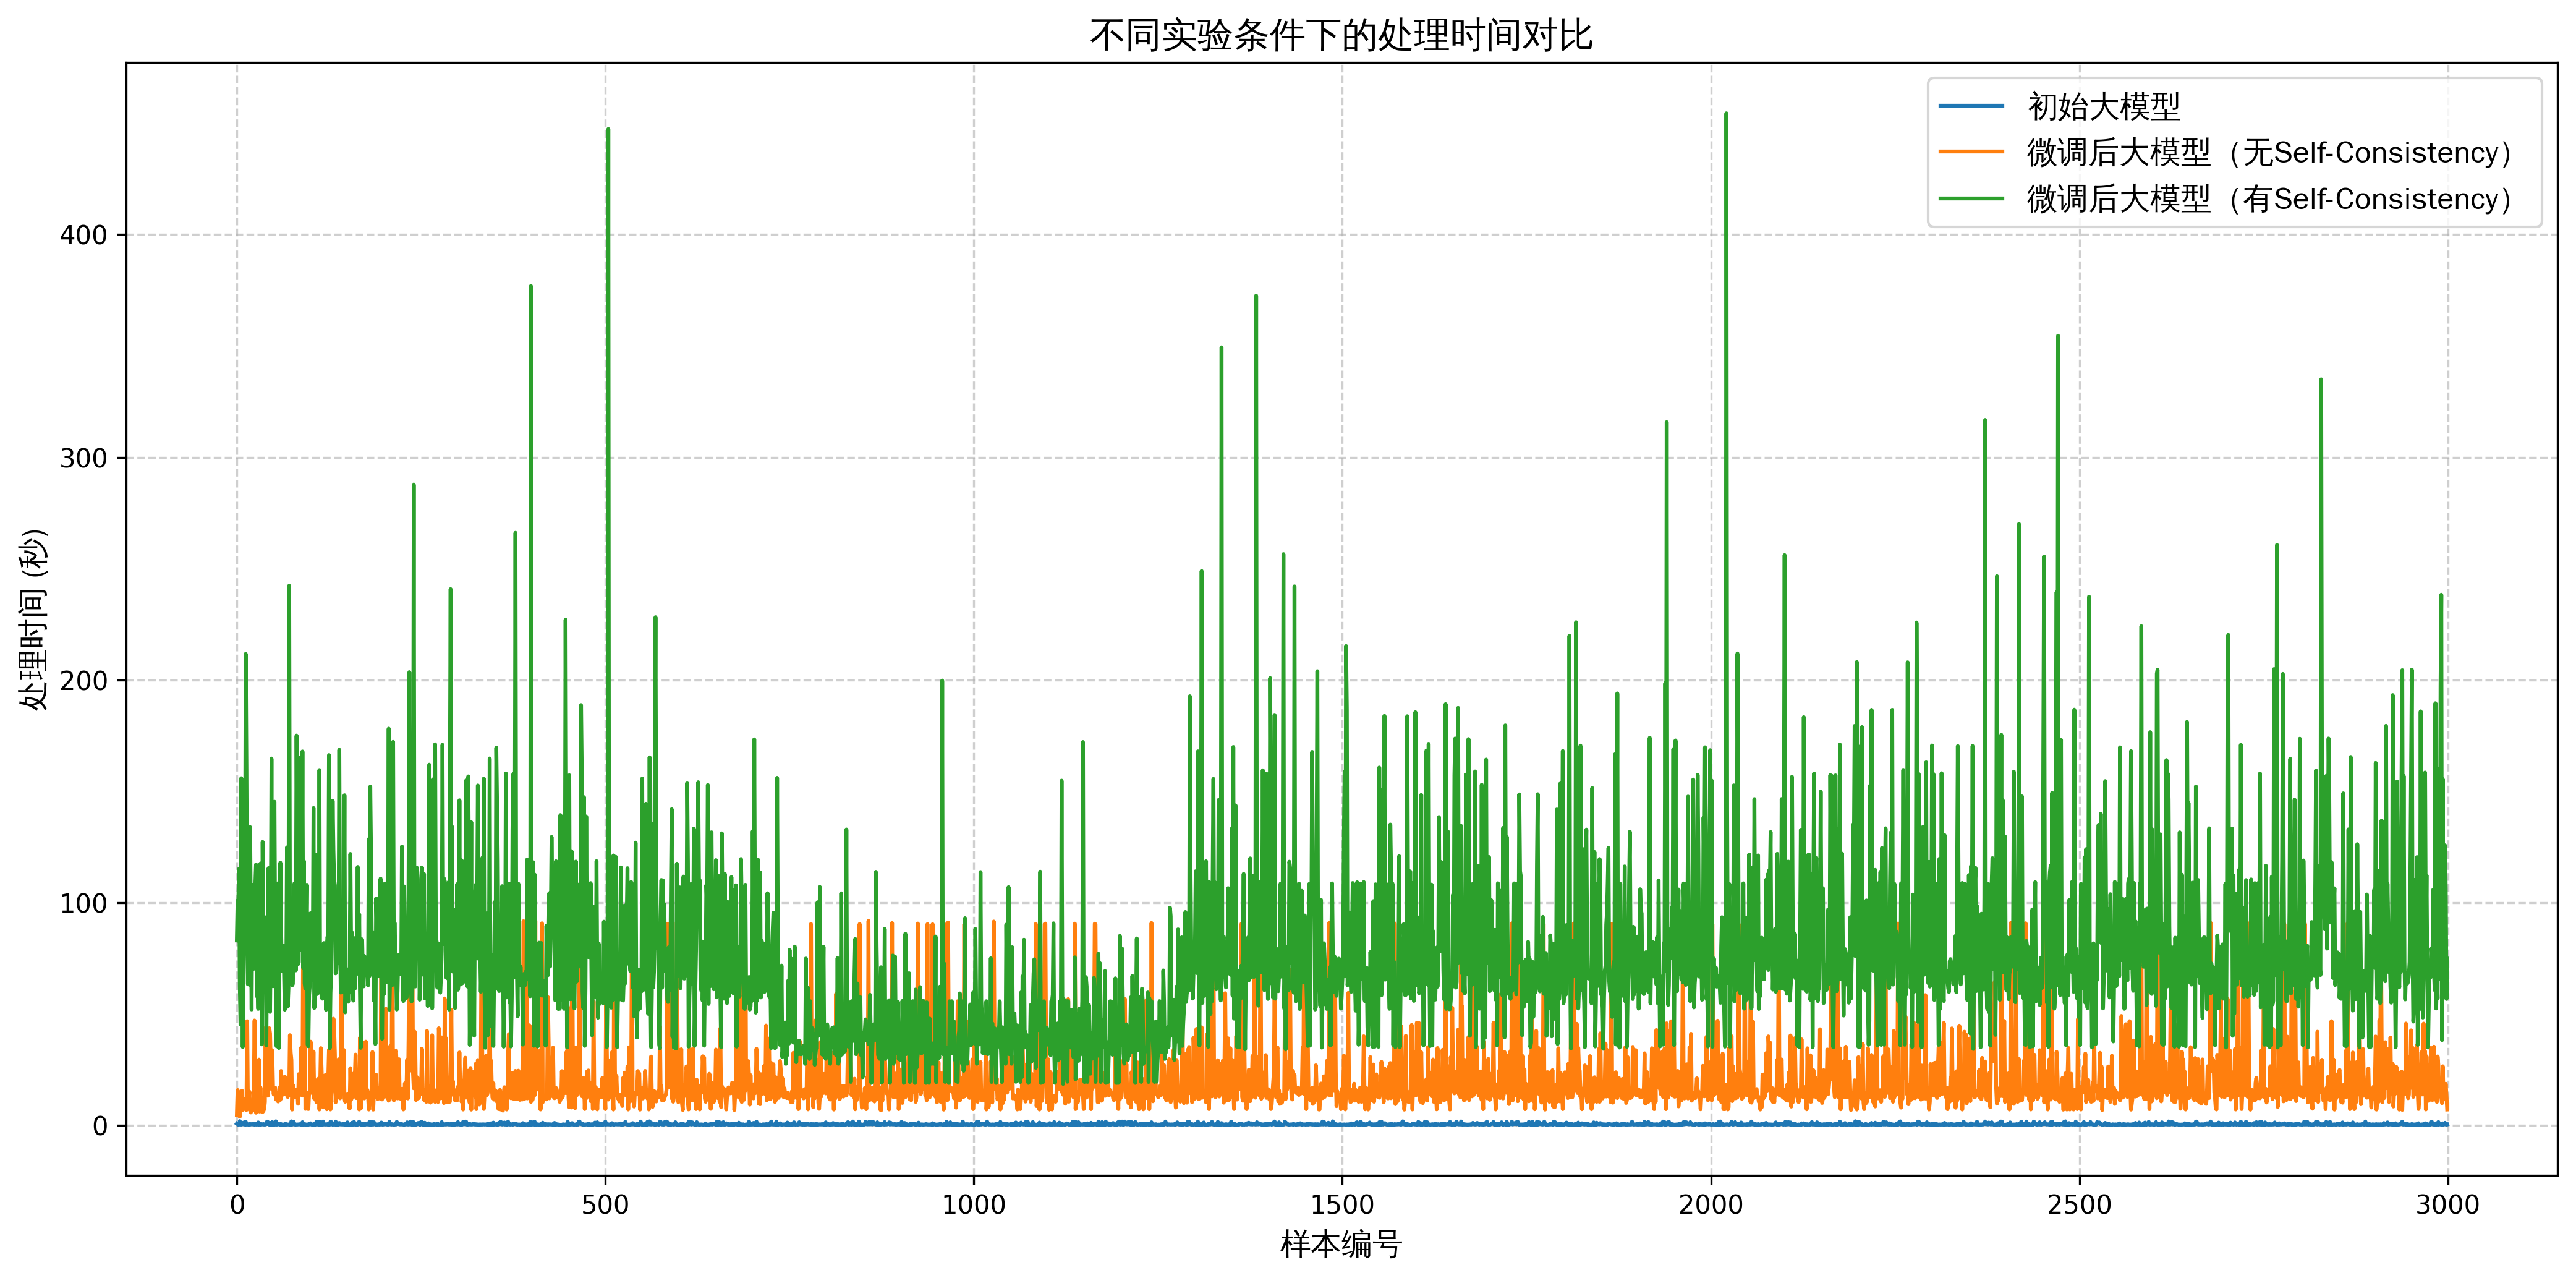 不同实验条件下的处理时间对比
初始大模型
微调后大模型（无Self-Consistency）
微调后大模型（有Self-Consistency）
处理时间 (秒)
400
300
200
100
0
0 500 1000 1500 2000 2500 3000
样本编号